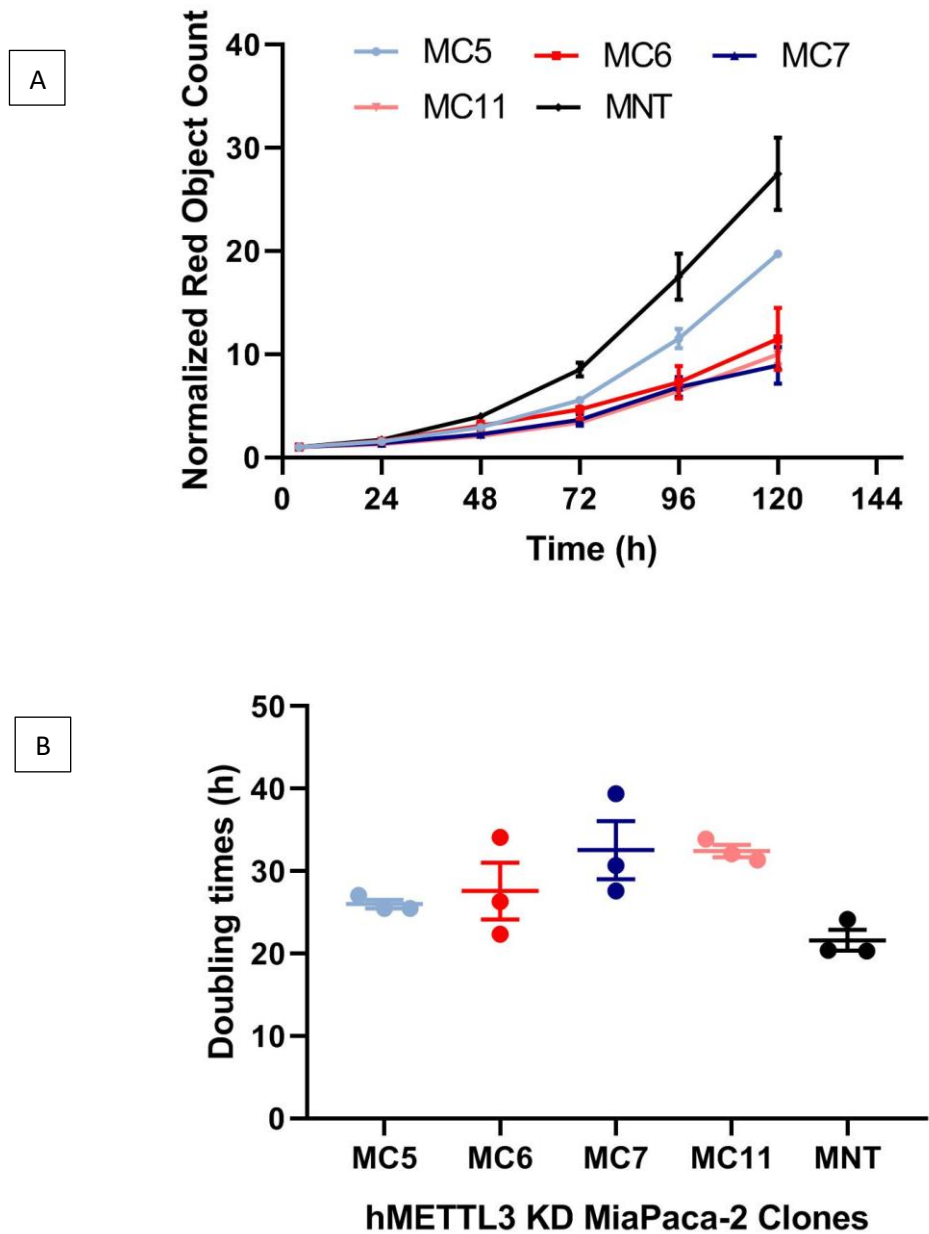 A
Normalized Red Object Count
40
30
20
10
0
MC5 MC6 MC7
MC11 MNT
0 24 48 72 96 120 144
Time (h)
B
Doubling times (h)
50
40
30
20
10
0
MC5 MC6 MC7 MC11 MNT
hMETTL3 KD MiaPaca-2 Clones